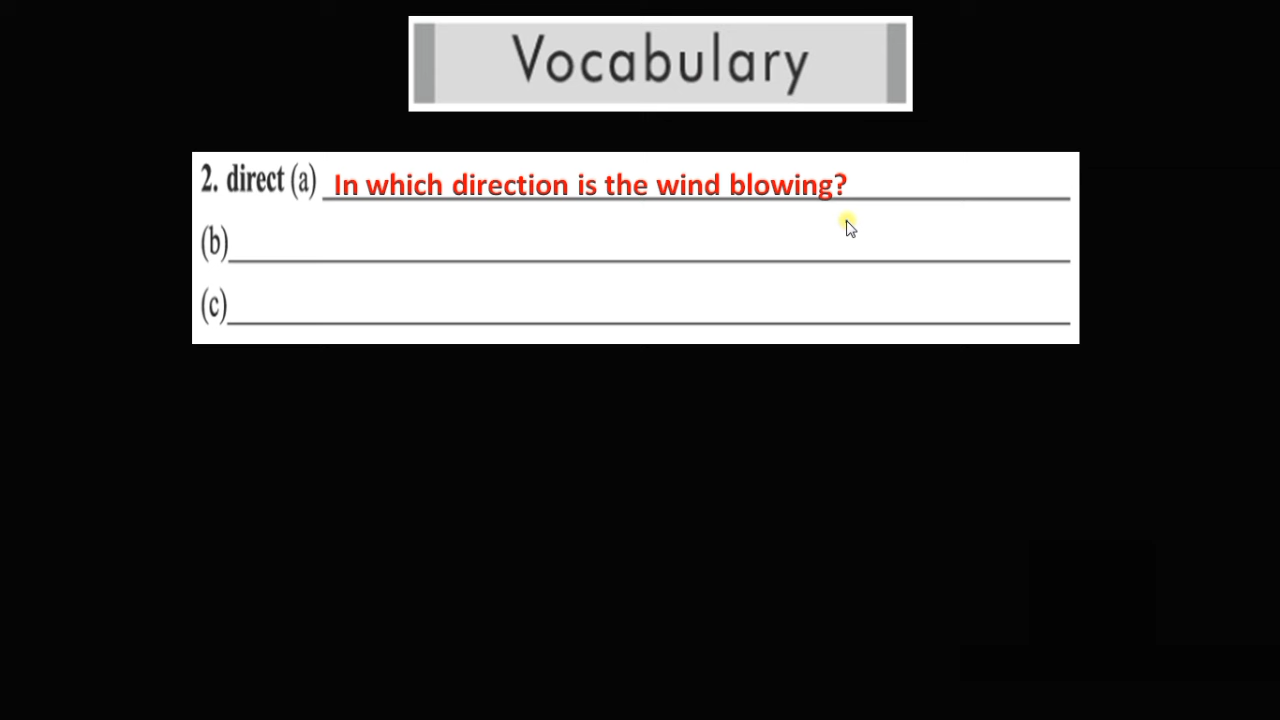 Vocabulary
2. direct (a) In which direction is the wind blowing?
(b)
(c)